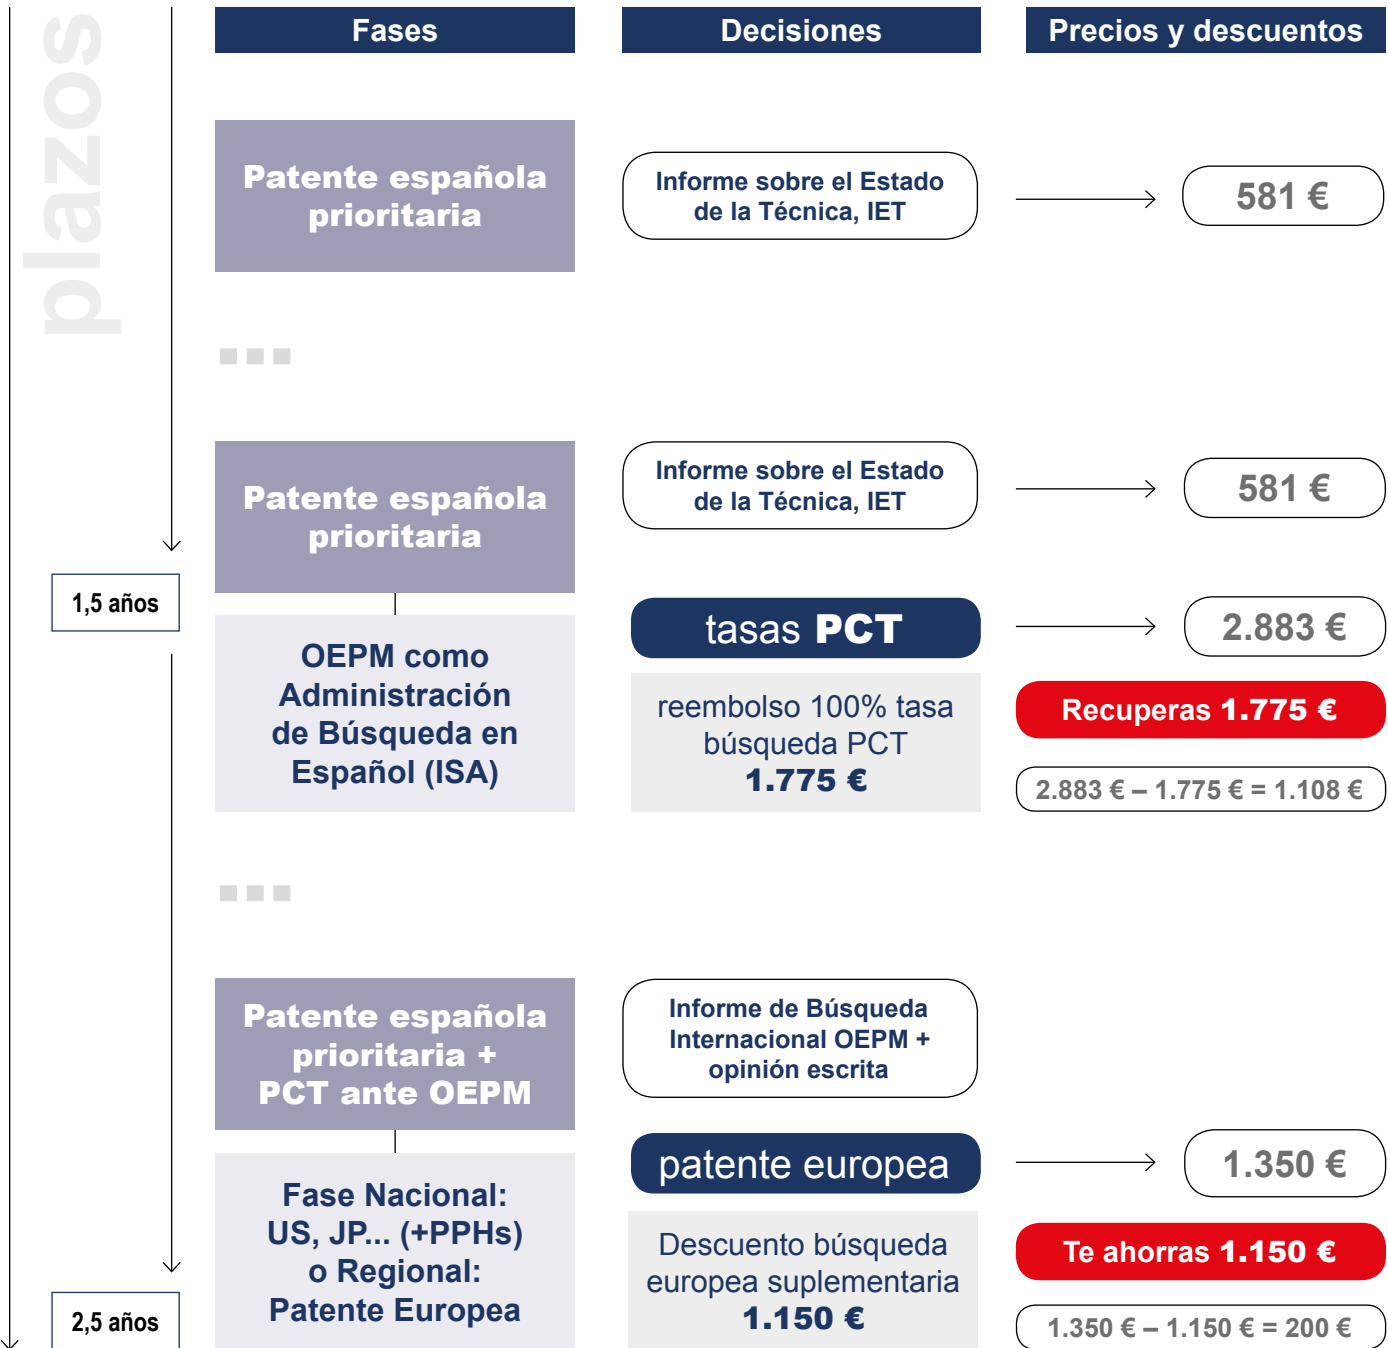 plazos
Fases
Decisiones
Precios y descuentos
Patente española
prioritaria
Informe sobre el Estado
de la Técnica, IET
581 €
Patente española
prioritaria
Informe sobre el Estado
de la Técnica, IET
581 €
1,5 años
OEPM como
Administración
de Búsqueda en
Español (ISA)
tasas PCT
2.883 €
reembolso 100% tasa
búsqueda PCT
1.775 €
Recuperas 1.775 €
2.883 € – 1.775 € = 1.108 €
Patente española
prioritaria +
PCT ante OEPM
Informe de Búsqueda
Internacional OEPM +
opinión escrita
patente europea
1.350 €
Fase Nacional:
US, JP... (+PPHs)
o Regional:
Patente Europea
Descuento búsqueda
europea suplementaria
1.150 €
Te ahorras 1.150 €
1.350 € – 1.150 € = 200 €
2,5 años